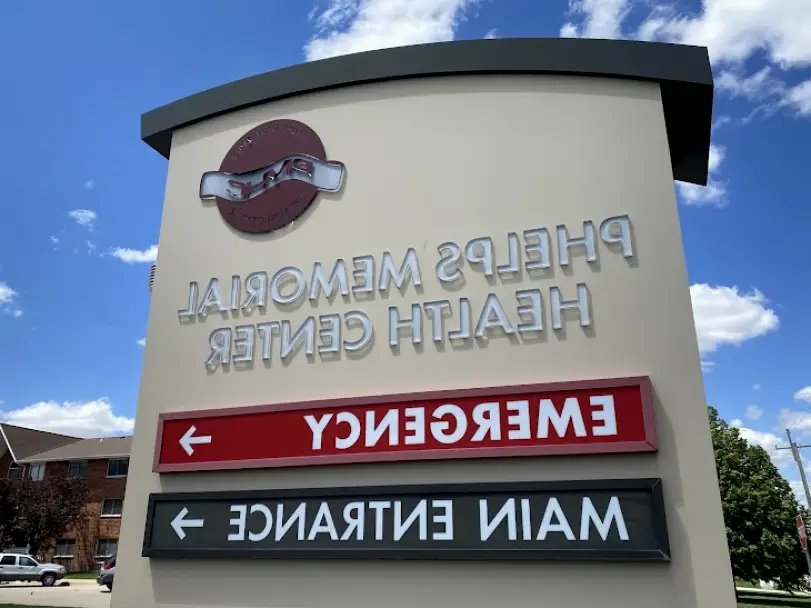 PHELPS MEMORIAL
HEALTH CENTER
EMERGENCY →
MAIN ENTRANCE →